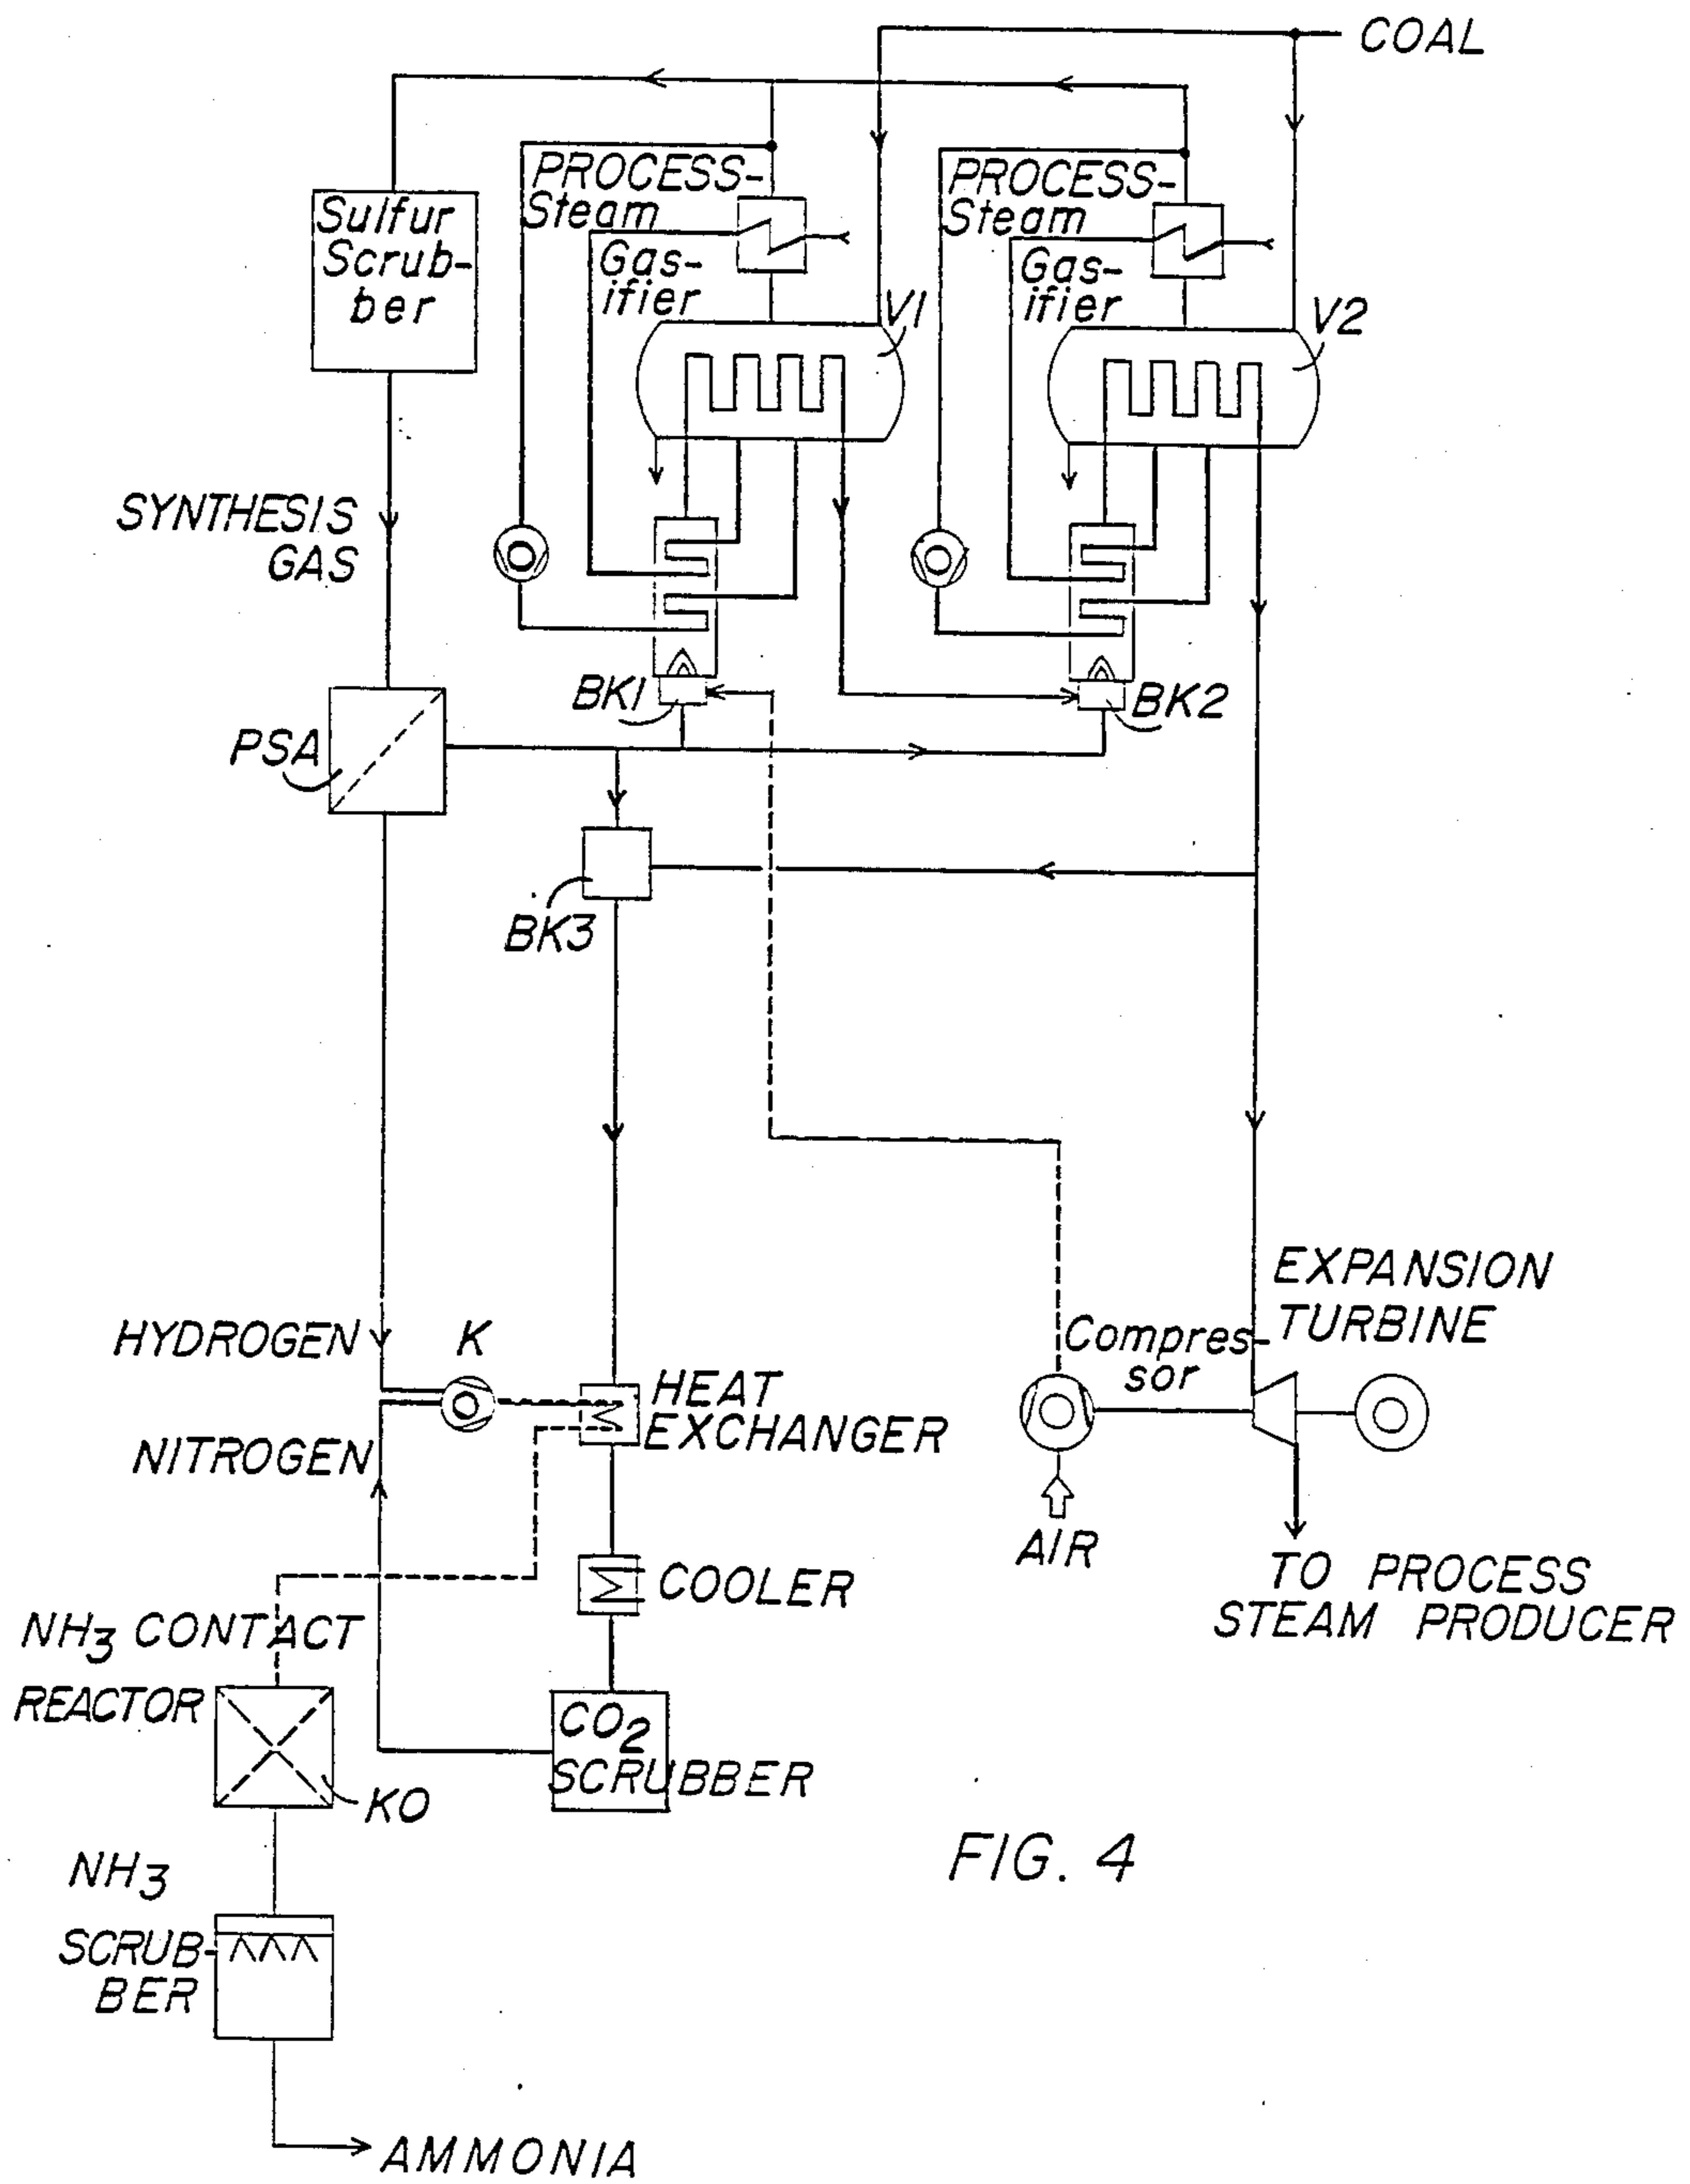 COAL
PROCESS-
Steam
PROCESS-
Steam
Sulfur
Scrub-
ber
Gas-
ifier
Gas-
ifier
V1
V2
SYNTHESIS
GAS
BK1
BK2
PSA
BK3
EXPANSION
TURBINE
HYDROGEN
K
Compres-
sor
HEAT
EXCHANGER
NITROGEN
AIR
COOLER
TO PROCESS
STEAM PRODUCER
NH3 CONTACT
REACTOR
CO2
SCRUBBER
KO
FIG. 4
NH3
SCRUB-
BER
AMMONIA